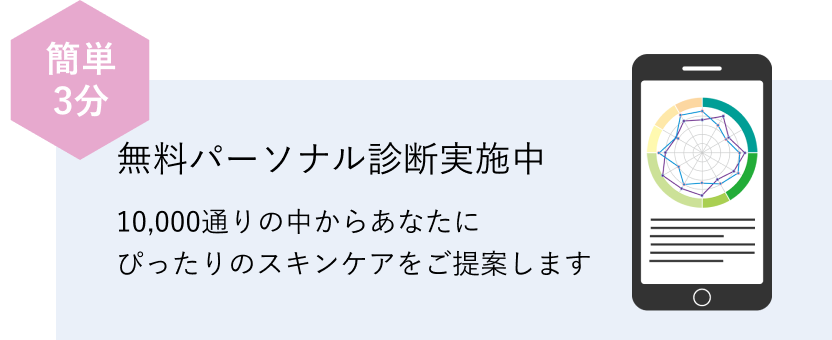 簡単
3分
無料パーソナル診断実施中
10,000通りの中からあなたに
ぴったりのスキンケアをご提案します